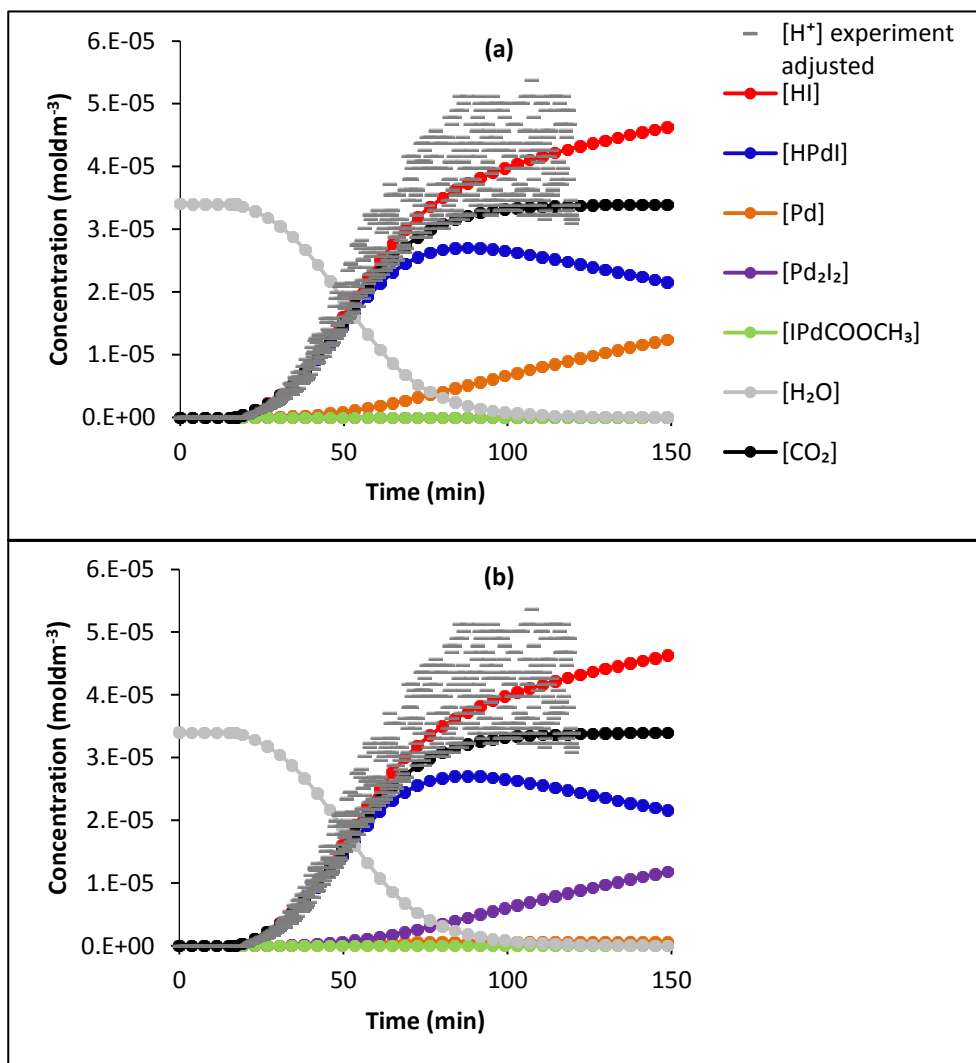 (a)
6.E-05
5.E-05
4.E-05
3.E-05
2.E-05
1.E-05
0.E+00
Concentration (moldm⁻³)
0
50
100
150
Time (min)
[H⁺] experiment
adjusted
[HI]
[HPdI]
[Pd]
[Pd₂I₂]
[IPdCOOCH₃]
[H₂O]
[CO₂]
(b)
6.E-05
5.E-05
4.E-05
3.E-05
2.E-05
1.E-05
0.E+00
Concentration (moldm⁻³)
0
50
100
150
Time (min)